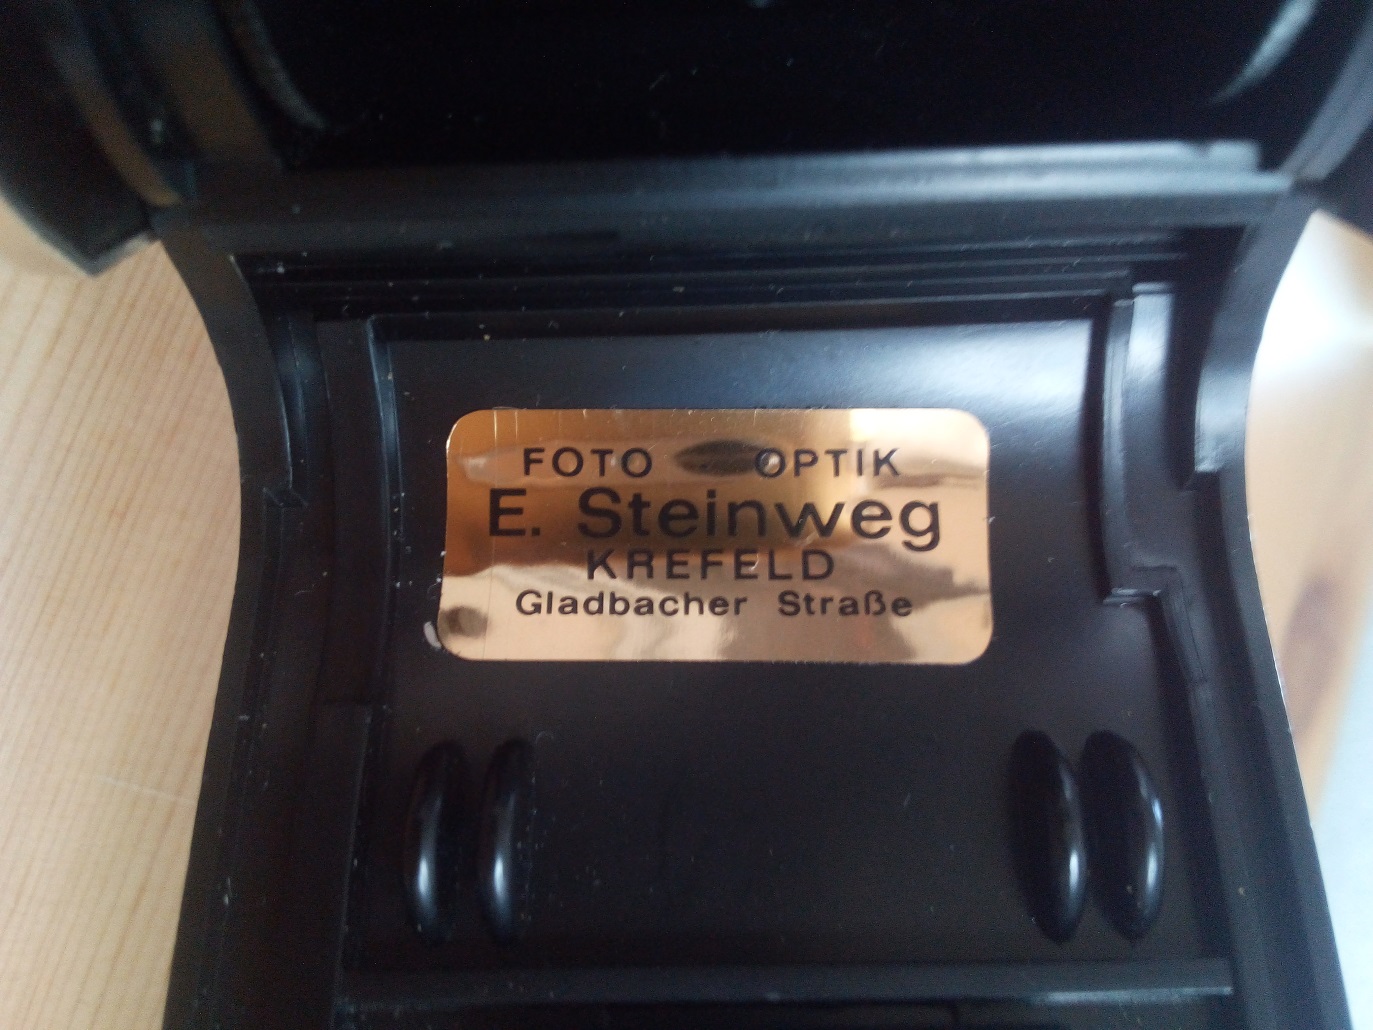 FOTO OPTIK
E. Steinweg
KREFELD
Gladbacher Straße